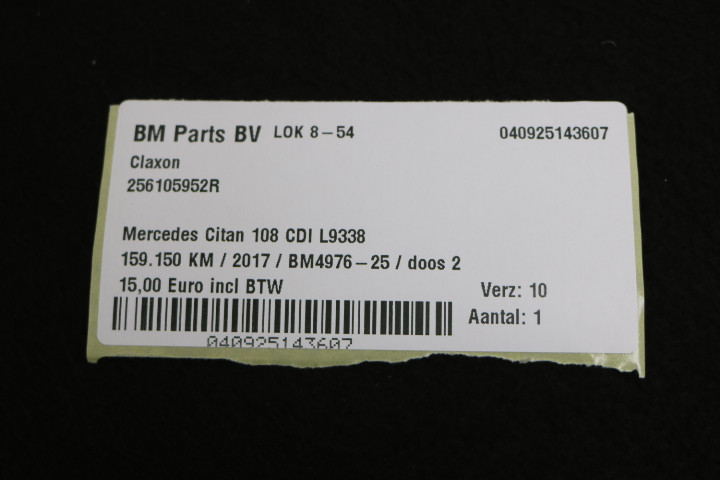 BM Parts BV LOK 8-54 040925143607
Claxon
256105952R
Mercedes Citan 108 CDI L9338
159.150 KM / 2017 / BM4976-25 / doos 2
15,00 Euro incl BTW Verz: 10
Aantal: 1
040925143607